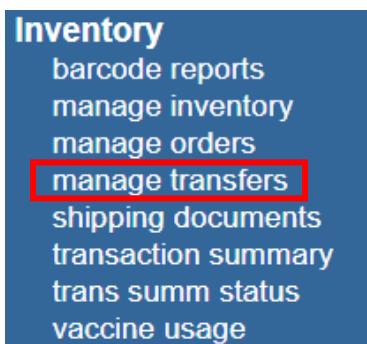 Inventory
barcode reports
manage inventory
manage orders
manage transfers
shipping documents
transaction summary
trans summ status
vaccine usage